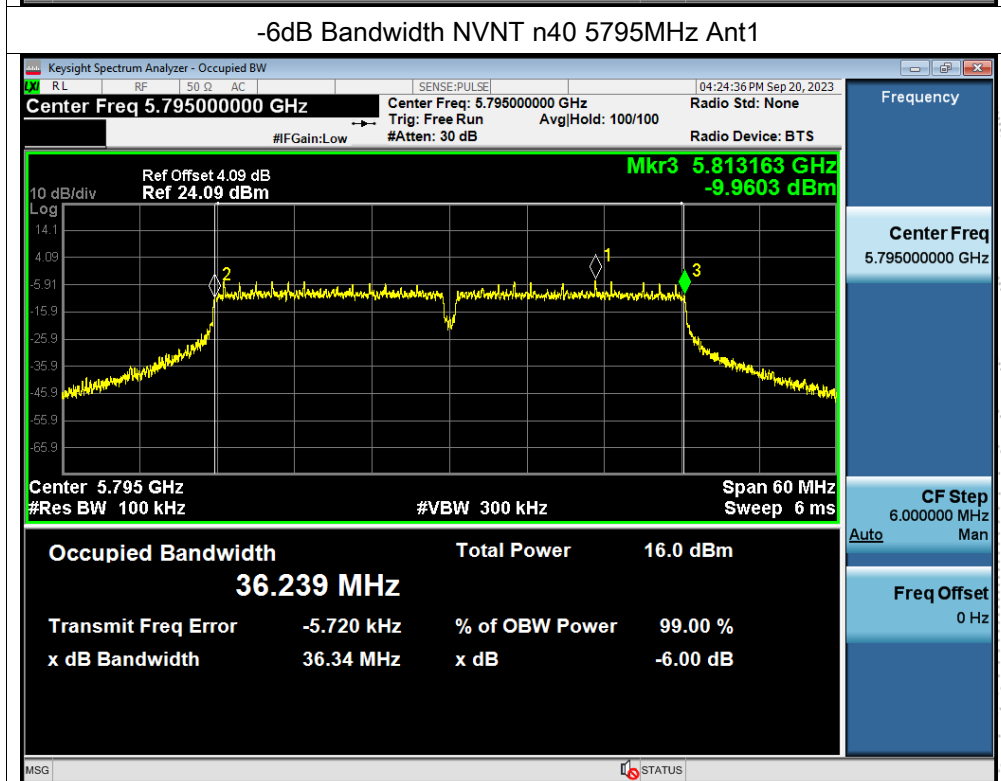 -6dB Bandwidth NVNT n40 5795MHz Ant1
Keysight Spectrum Analyzer - Occupied BW
LXI RL RF 50 Ω AC SENSE:PULSE 04:24:36 PM Sep 20, 2023
Center Freq 5.795000000 GHz
Center Freq: 5.795000000 GHz Radio Std: None
Trig: Free Run Avg|Hold: 100/100
#IFGain:Low #Atten: 30 dB Radio Device: BTS
Frequency
Mkr3 5.813163 GHz
-9.9603 dBm
Ref Offset 4.09 dB
10 dB/div Ref 24.09 dBm
Log
14.1
4.09
-5.91
-15.9
-25.9
-35.9
-45.9
-55.9
-65.9
1
2
3
Center 5.795 GHz Span 60 MHz
#Res BW 100 kHz #VBW 300 kHz Sweep 6 ms
Center Freq
5.795000000 GHz
CF Step
6.000000 MHz
Auto Man
Freq Offset
0 Hz
Occupied Bandwidth Total Power 16.0 dBm
36.239 MHz
Transmit Freq Error -5.720 kHz % of OBW Power 99.00 %
x dB Bandwidth 36.34 MHz x dB -6.00 dB
MSG STATUS